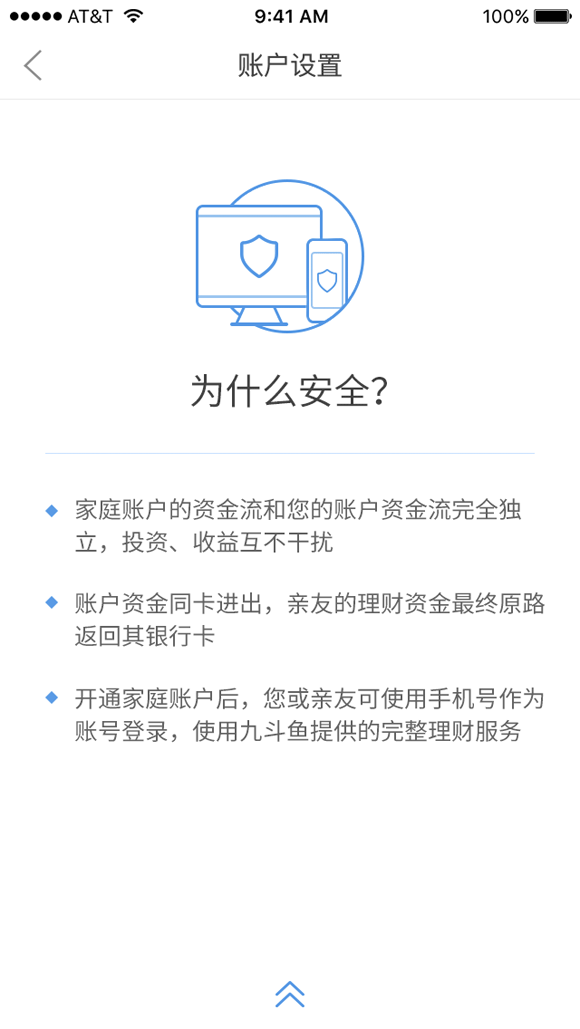 AT&T 9:41 AM 100%
账户设置
为什么安全？
家庭账户的资金流和您的账户资金流完全独
立，投资、收益互不干扰
账户资金同卡进出，亲友的理财资金最终原路
返回其银行卡
开通家庭账户后，您或亲友可使用手机号作为
账号登录，使用九斗鱼提供的完整理财服务